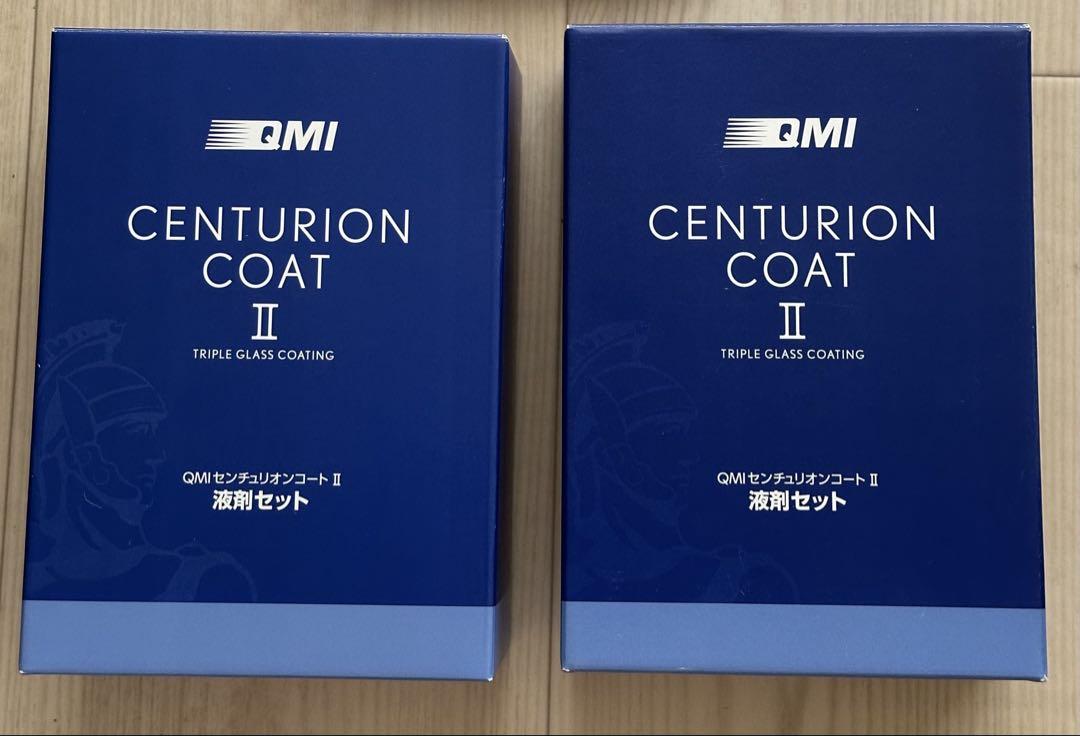 QMI
CENTURION
COAT
Ⅱ
TRIPLE GLASS COATING
QMIセンチュリオンコートⅡ
液剤セット
QMI
CENTURION
COAT
Ⅱ
TRIPLE GLASS COATING
QMIセンチュリオンコートⅡ
液剤セット